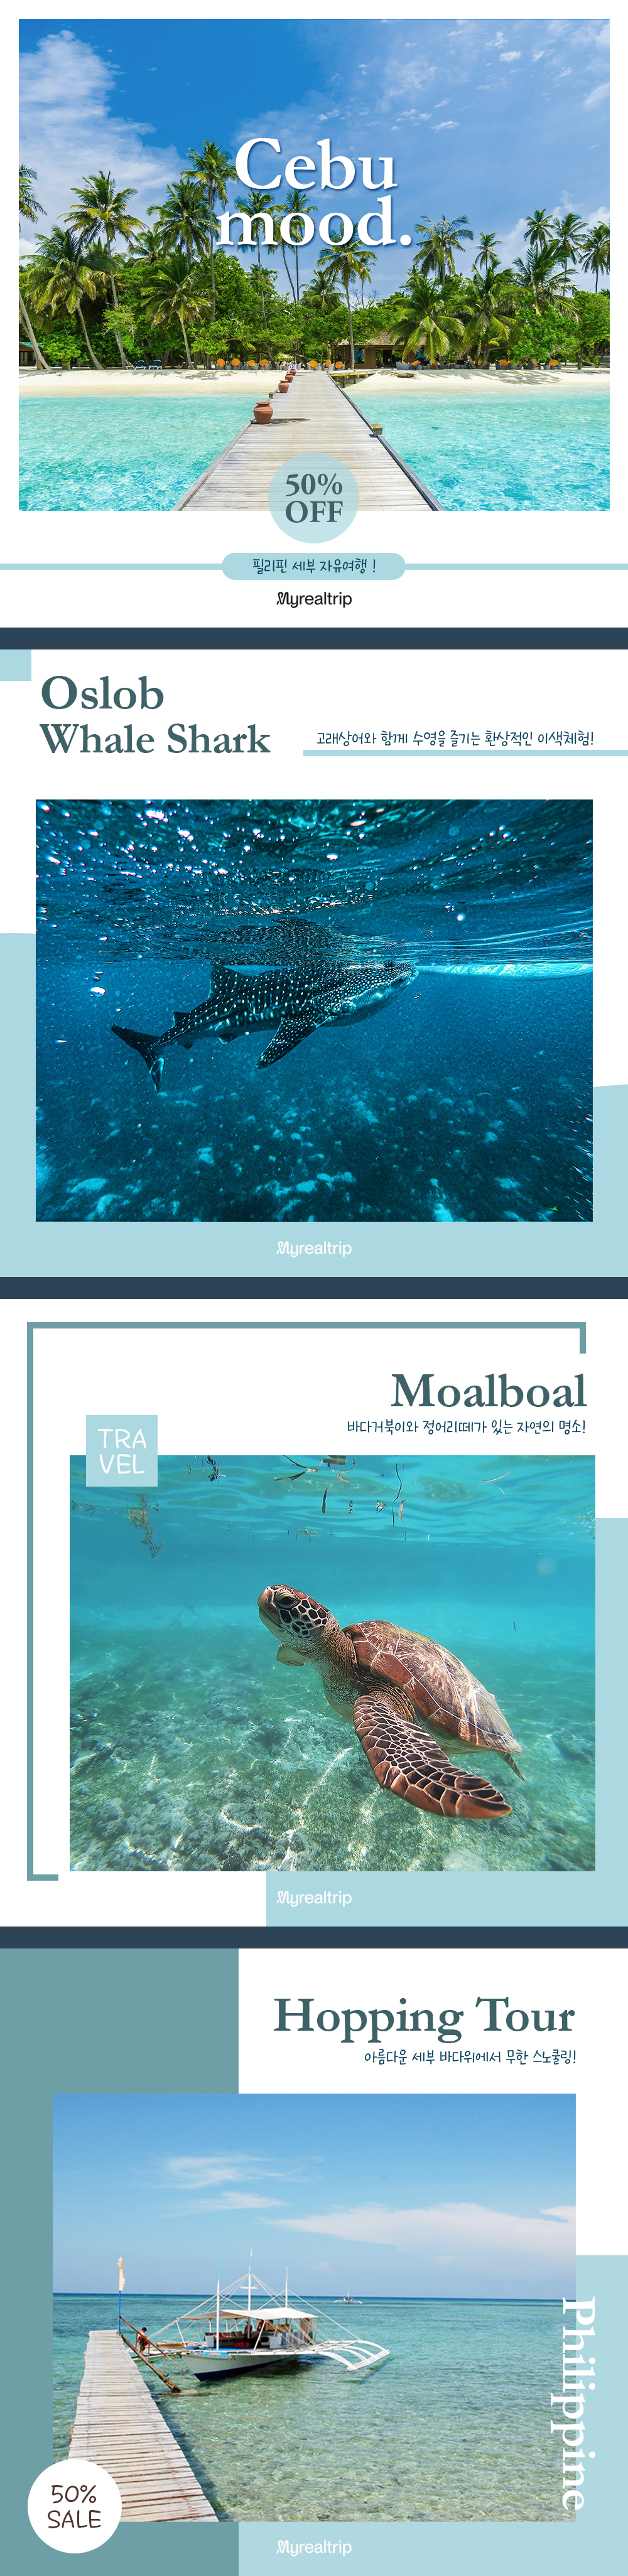 Cebu
mood.
50%
OFF
필리핀 세부 자유여행 !
Myrealtrip
Oslob
Whale Shark
고래상어와 함께 수영을 즐기는 환상적인 이색체험!
Myrealtrip
Moalboal
바다거북이와 정어리떼가 있는 자연의 명소!
TRA
VEL
Myrealtrip
Hopping Tour
아름다운 세부 바다위에서 무한 스노쿨링!
Philippine
50%
SALE
Myrealtrip